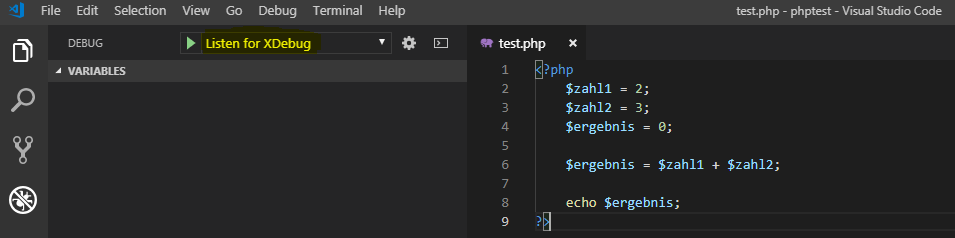 File Edit Selection View Go Debug Terminal Help test.php - phptest - Visual Studio Code
DEBUG Listen for XDebug
VARIABLES
test.php
1 <?php
2 $zahl1 = 2;
3 $zahl2 = 3;
4 $ergebnis = 0;
5
6 $ergebnis = $zahl1 + $zahl2;
7
8 echo $ergebnis;
9 ?>